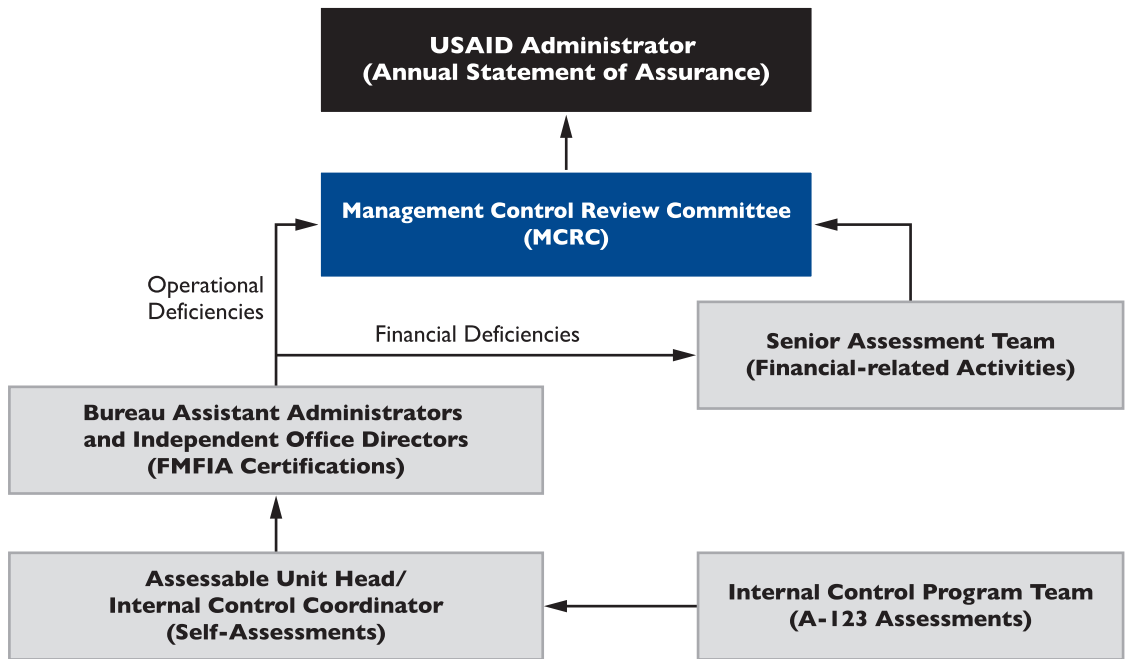 USAID Administrator
(Annual Statement of Assurance)
Management Control Review Committee
(MCRC)
Operational
Deficiencies
Financial Deficiencies
Senior Assessment Team
(Financial-related Activities)
Bureau Assistant Administrators
and Independent Office Directors
(FMFIA Certifications)
Assessable Unit Head/
Internal Control Coordinator
(Self-Assessments)
Internal Control Program Team
(A-123 Assessments)